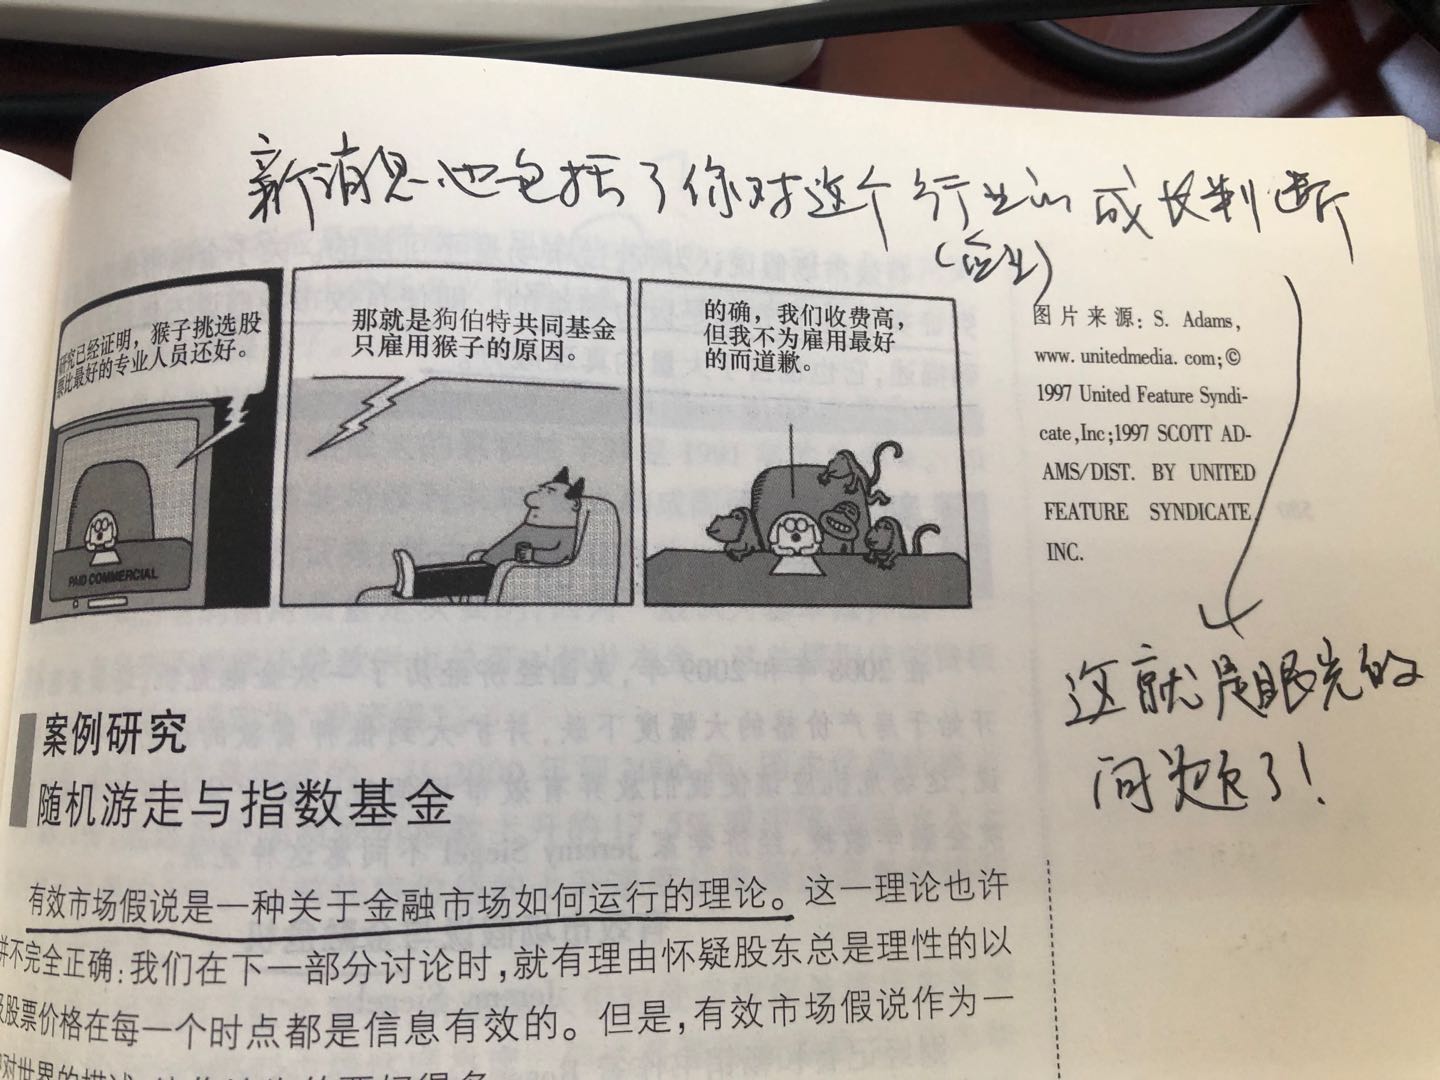 新消息也包括了你对这个行业的成长判断
(企业)
这就是眼光的
问题了!
研究已经证明，猴子挑选股
票比最好的专业人员还好。
PAID COMMERCIAL
那就是狗伯特共同基金
只雇用猴子的原因。
的确，我们收费高，
但我不为雇用最好
的而道歉。
图片来源: S. Adams,
www. unitedmedia. com;©
1997 United Feature Syndi-
cate,Inc;1997 SCOTT AD-
AMS/DIST. BY UNITED
FEATURE SYNDICATE,
INC.
案例研究
随机游走与指数基金
有效市场假说是一种关于金融市场如何运行的理论。这一理论也许
并不完全正确:我们在下一部分讨论时,就有理由怀疑股东总是理性的以
及股票价格在每一个时点都是信息有效的。但是,有效市场假说作为一
对世界的描述